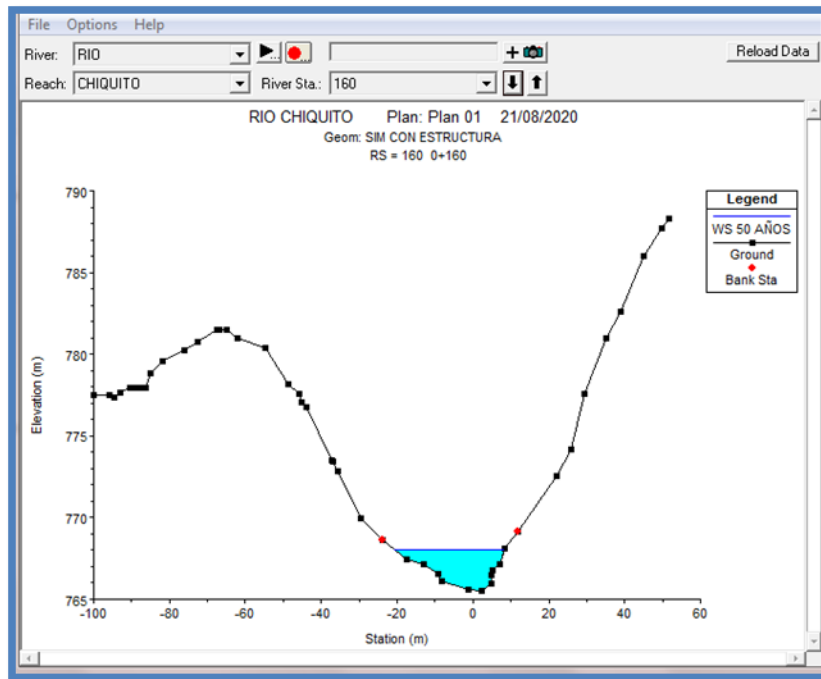 File Options Help
River: RIO
Reload Data
Reach: CHIQUITO River Sta.: 160
RIO CHIQUITO Plan: Plan 01 21/08/2020
Geom: SIM CON ESTRUCTURA
RS = 160 0+160
790
785
780
775
770
765
-100 -80 -60 -40 -20 0 20 40 60
Elevation (m)
Station (m)
Legend
WS 50 AÑOS
Ground
Bank Sta